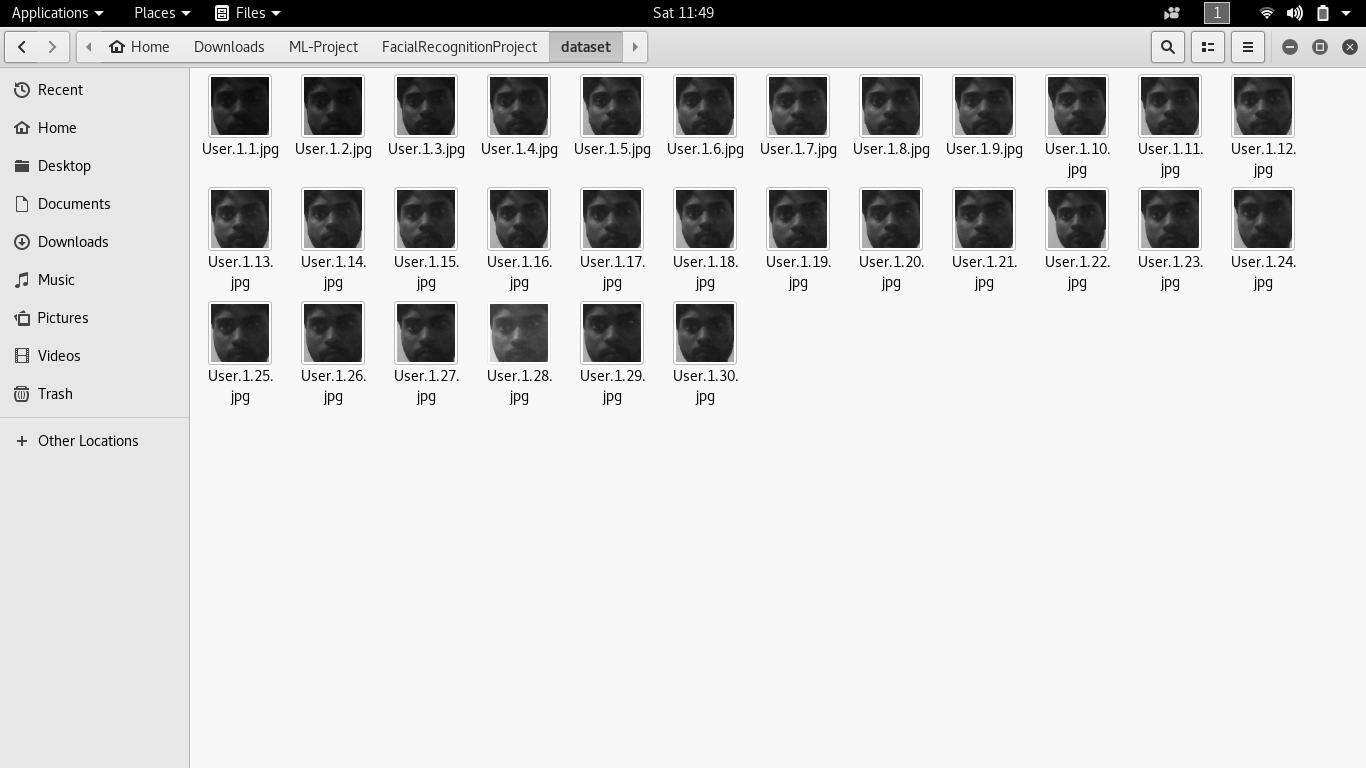 Applications Places Files Sat 11:49 1
Home Downloads ML-Project FacialRecognitionProject dataset
Recent
Home
Desktop
Documents
Downloads
Music
Pictures
Videos
Trash
Other Locations
User.1.1.jpg User.1.2.jpg User.1.3.jpg User.1.4.jpg User.1.5.jpg User.1.6.jpg User.1.7.jpg User.1.8.jpg User.1.9.jpg User.1.10. User.1.11. User.1.12.
jpg jpg jpg
User.1.13. User.1.14. User.1.15. User.1.16. User.1.17. User.1.18. User.1.19. User.1.20. User.1.21. User.1.22. User.1.23. User.1.24.
jpg jpg jpg jpg jpg jpg jpg jpg jpg jpg jpg jpg
User.1.25. User.1.26. User.1.27. User.1.28. User.1.29. User.1.30.
jpg jpg jpg jpg jpg jpg